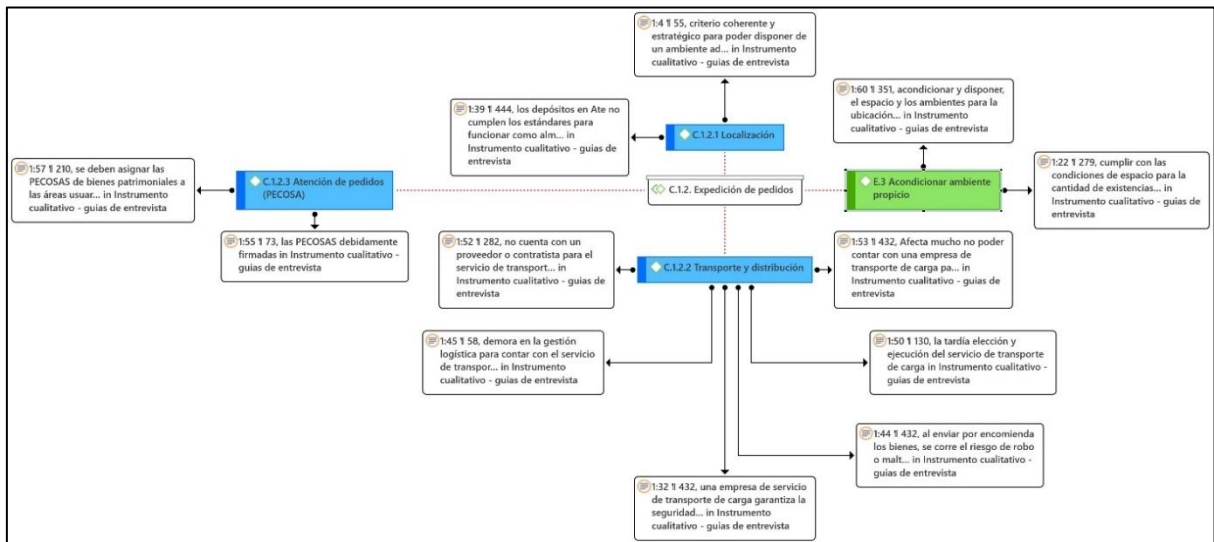 1:4 ¶ 55, criterio coherente y
estratégico para poder disponer de
un ambiente ad... in Instrumento
cualitativo - guias de entrevista
1:60 ¶ 351, acondicionar y disponer,
el espacio y los ambientes para la
ubicación... in Instrumento
cualitativo - guias de entrevista
1:39 ¶ 444, los depósitos en Ate no
cumplen los estándares para
funcionar como alm... in
Instrumento cualitativo - guias de
entrevista
C.1.2.1 Localización
1:57 ¶ 210, se deben asignar las
PECOSAS de bienes patrimoniales a
las áreas usuar... in Instrumento
cualitativo - guias de entrevista
C.1.2.3 Atención de pedidos
(PECOSA)
C.1.2. Expedición de pedidos
E.3 Acondicionar ambiente
propicio
1:22 ¶ 279, cumplir con las
condiciones de espacio para la
cantidad de existencias... in
Instrumento cualitativo - guias de
entrevista
1:55 ¶ 73, las PECOSAS debidamente
firmadas in Instrumento cualitativo -
guias de entrevista
1:52 ¶ 282, no cuenta con un
proveedor o contratista para el
servicio de transport... in
Instrumento cualitativo - guias de
entrevista
C.1.2.2 Transporte y distribución
1:53 ¶ 432, Afecta mucho no poder
contar con una empresa de
transporte de carga pa... in
Instrumento cualitativo - guias de
entrevista
1:45 ¶ 58, demora en la gestión
logística para contar con el servicio
de transpor... in Instrumento
cualitativo - guias de entrevista
1:50 ¶ 130, la tardía elección y
ejecución del servicio de transporte
de carga in Instrumento cualitativo -
guias de entrevista
1:44 ¶ 432, al enviar por encomienda
los bienes, se corre el riesgo de robo
o malt... in Instrumento cualitativo -
guias de entrevista
1:32 ¶ 432, una empresa de servicio
de transporte de carga garantiza la
seguridad... in Instrumento
cualitativo - guias de entrevista